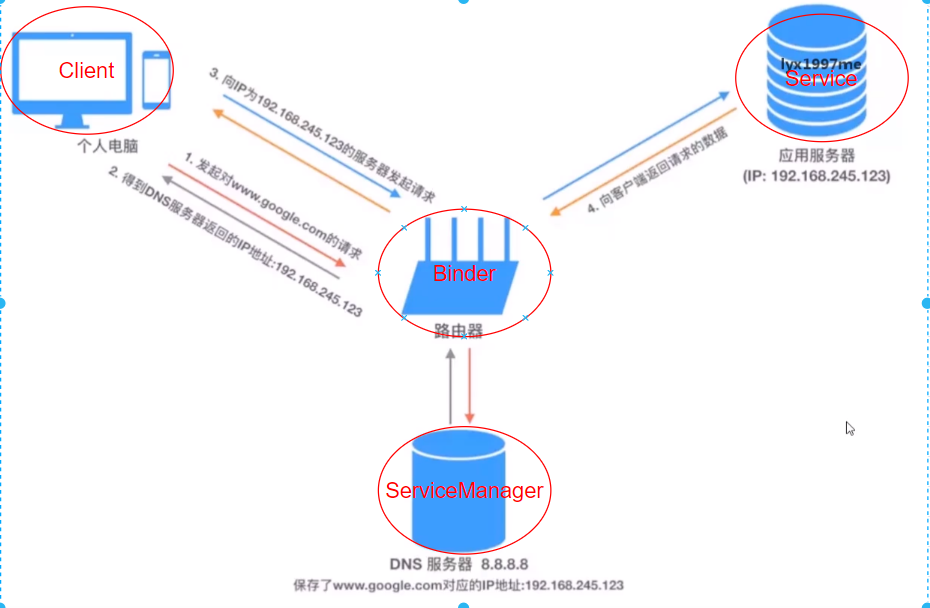 Client
个人电脑
lyx1997me
Service
应用服务器
(IP: 192.168.245.123)
3. 向IP为192.168.245.123的服务器发起请求
1. 发起对www.google.com的请求
2. 得到DNS服务器返回的IP地址:192.168.245.123
4. 向客户端返回请求的数据
Binder
路由器
ServiceManager
DNS 服务器 8.8.8.8
保存了www.google.com对应的IP地址:192.168.245.123